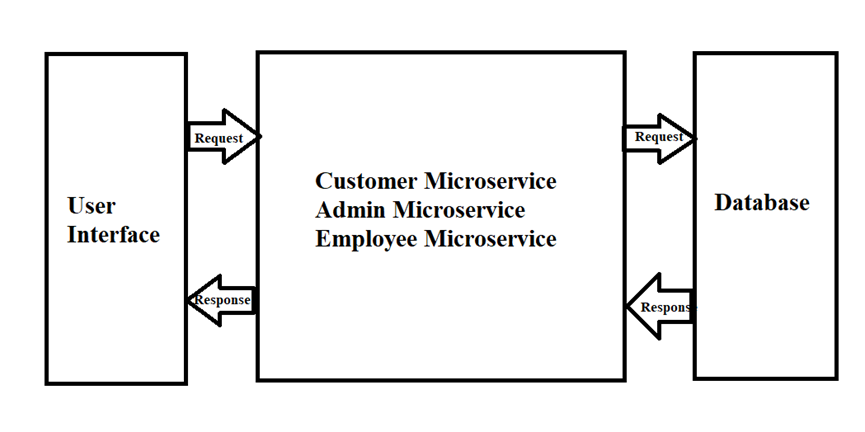 Request
Request
Customer Microservice
Admin Microservice
Employee Microservice
User
Interface
Database
Response
Respons